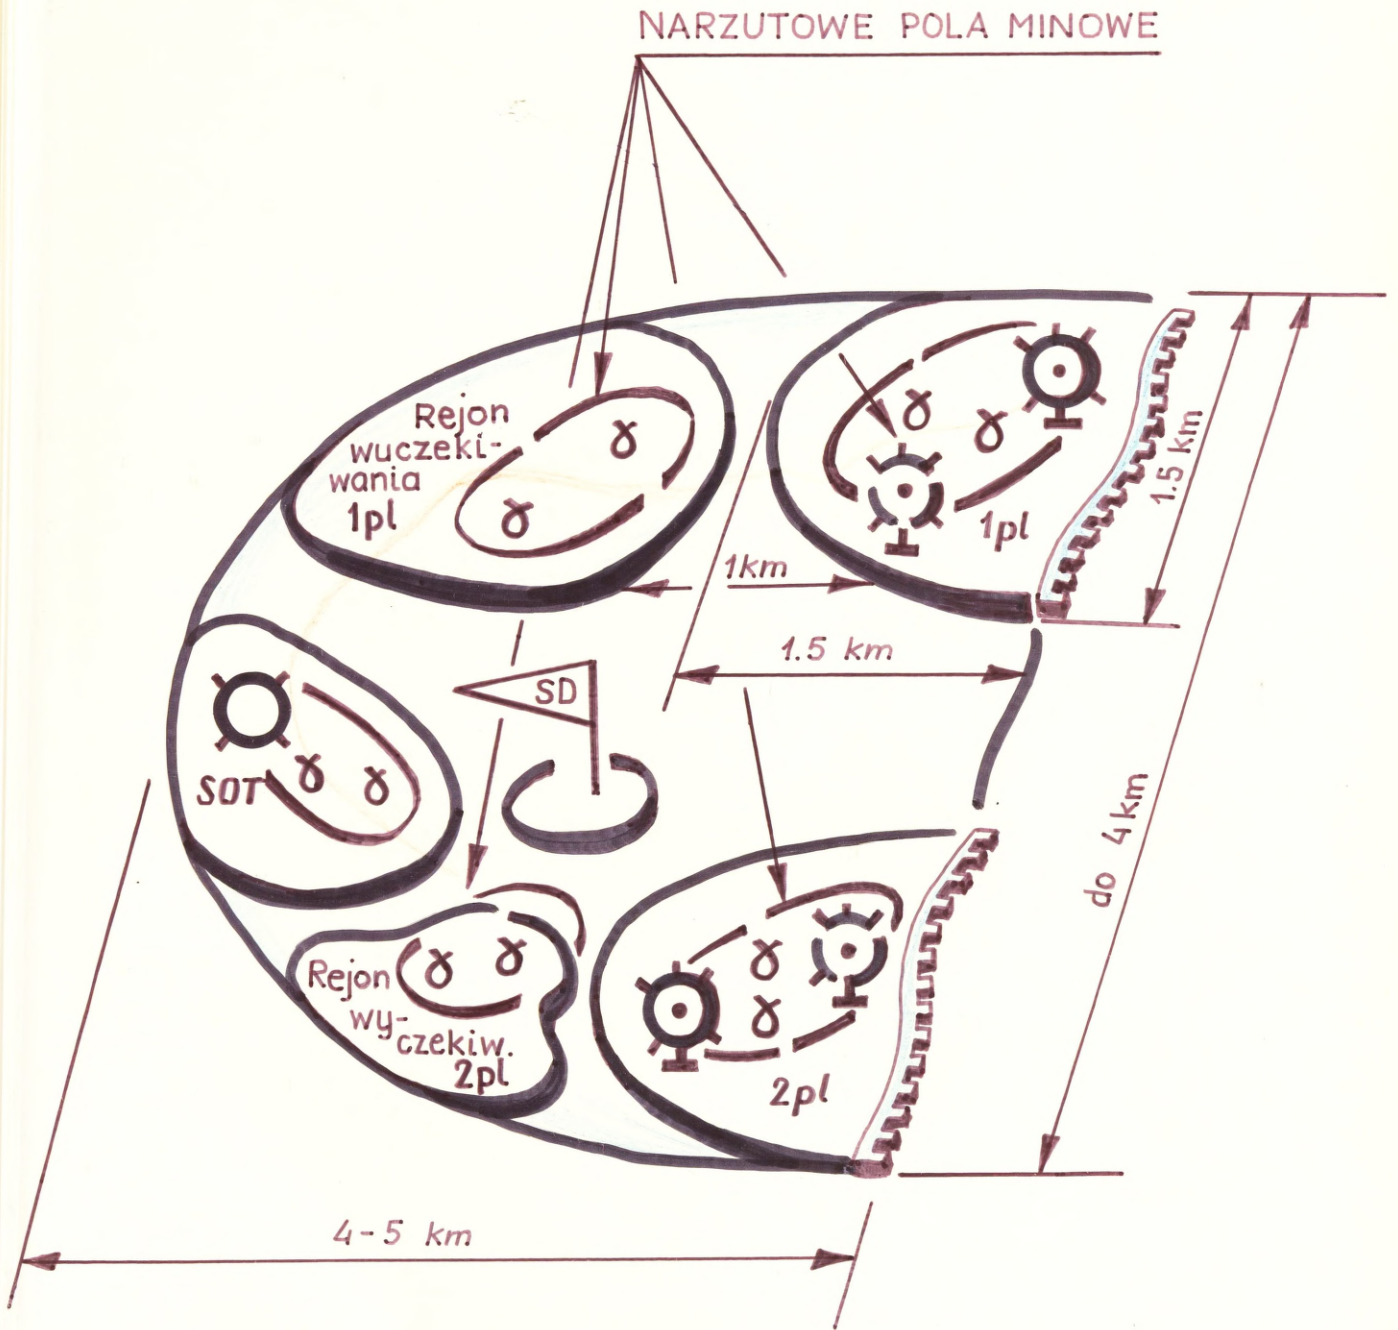 NARZUTOWE POLA MINOWE
Rejon
wuczeki-
wania
1pl
1pl
1.5 km
1km
1.5 km
SD
SOT
do 4km
Rejon
wy-
czekiw.
2pl
2pl
4-5 km